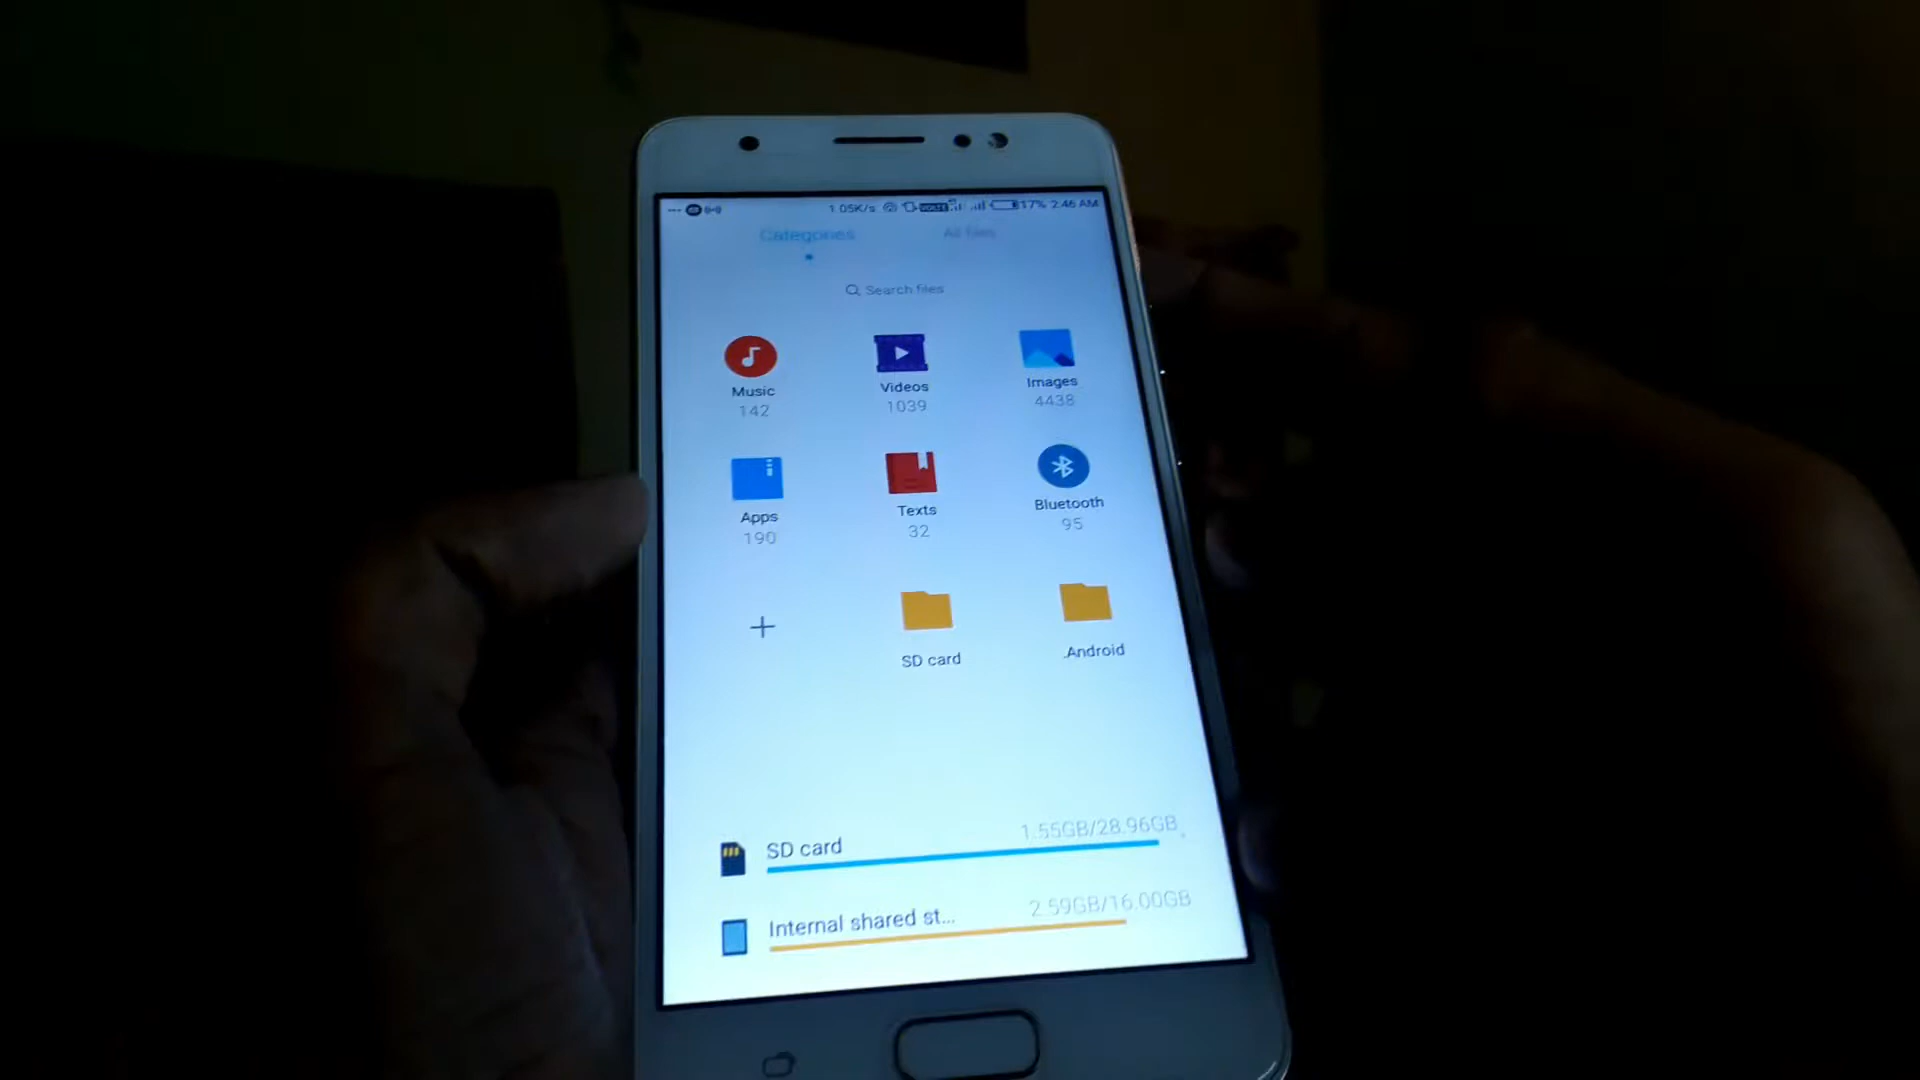 1.05K/s VOLTE 17% 2:46 AM
Categories All files
Search files
Music Videos Images
142 1039 4438
Apps Texts Bluetooth
190 32 95
SD card .Android
SD card 1.55GB/28.96GB
Internal shared st... 2.59GB/16.00GB